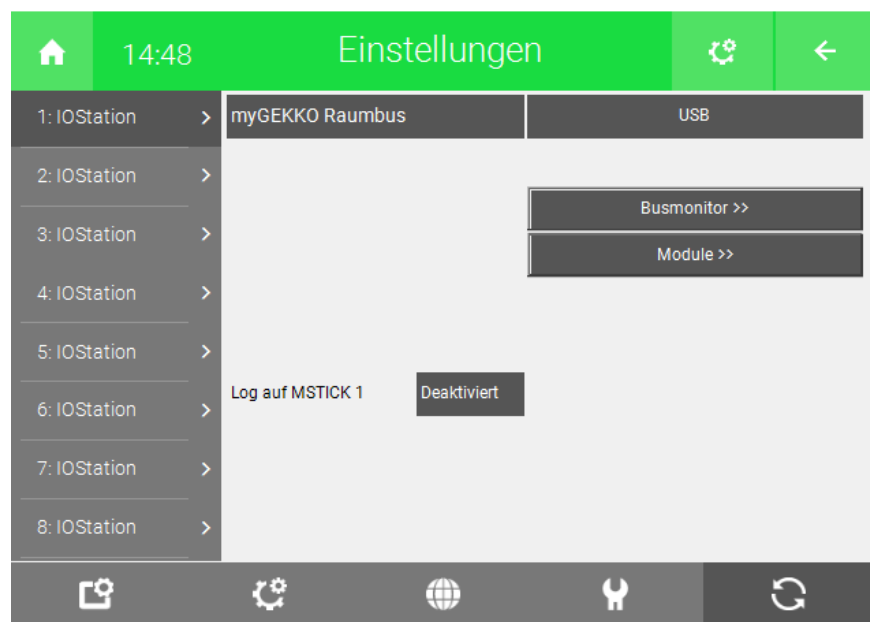 14:48 Einstellungen
1: IOStation
myGEKKO Raumbus USB
2: IOStation
Busmonitor >>
3: IOStation
Module >>
4: IOStation
5: IOStation
Log auf MSTICK 1 Deaktiviert
6: IOStation
7: IOStation
8: IOStation